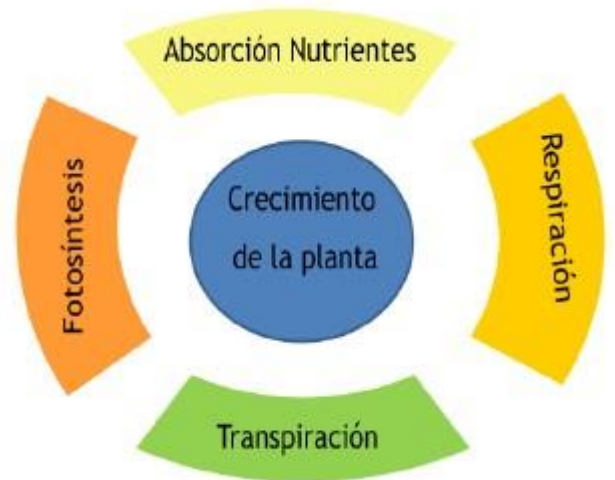 Absorción Nutrientes
Fotosíntesis
Crecimiento
de la planta
Respiración
Transpiración